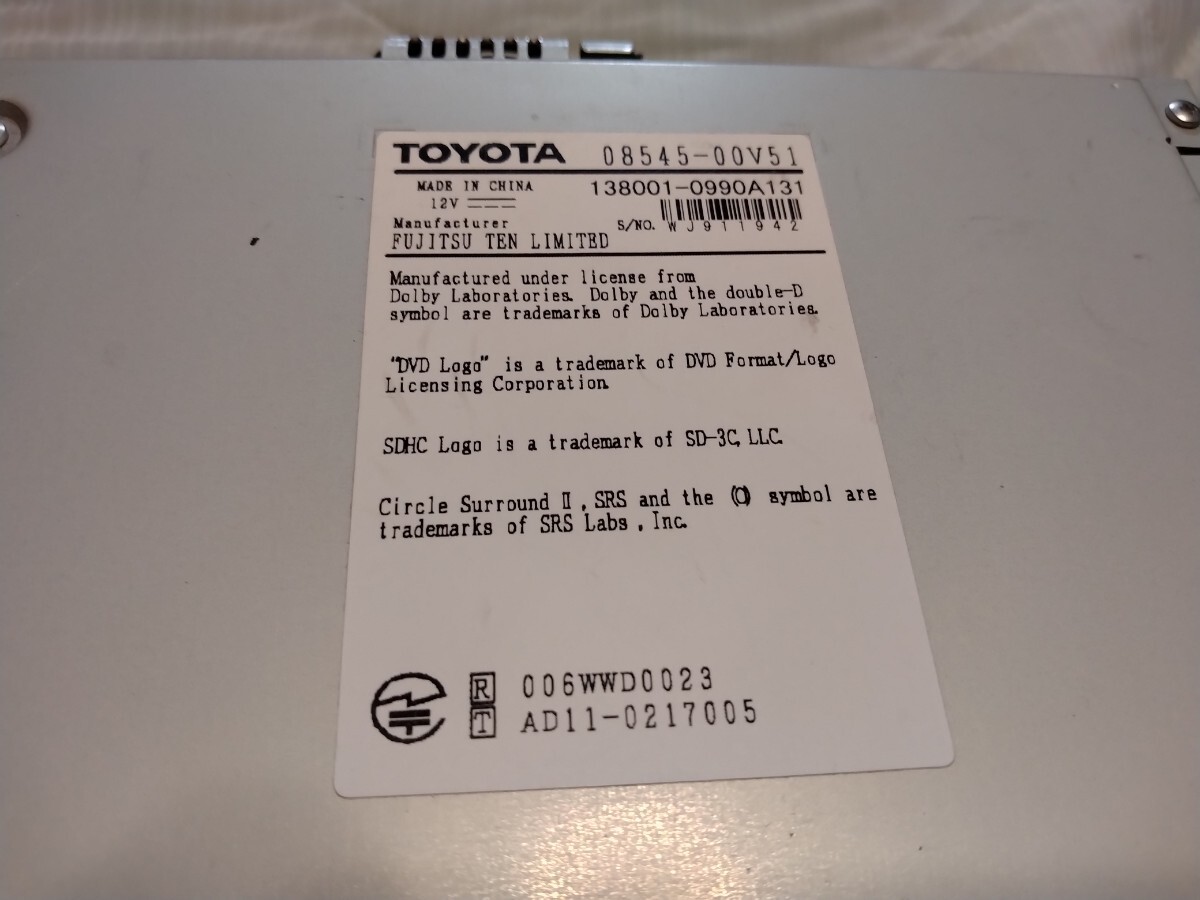 TOYOTA 08545-00V51
MADE IN CHINA 138001-0990A131
12V
Manufacturer S/NO. WJ911942
FUJITSU TEN LIMITED
Manufactured under license from
Dolby Laboratories. Dolby and the double-D
symbol are trademarks of Dolby Laboratories.
"DVD Logo" is a trademark of DVD Format/Logo
Licensing Corporation.
SDHC Logo is a trademark of SD-3C, LLC.
Circle Surround Ⅱ, SRS and the symbol are
trademarks of SRS Labs, Inc.
R 006WWD0023
T AD11-0217005